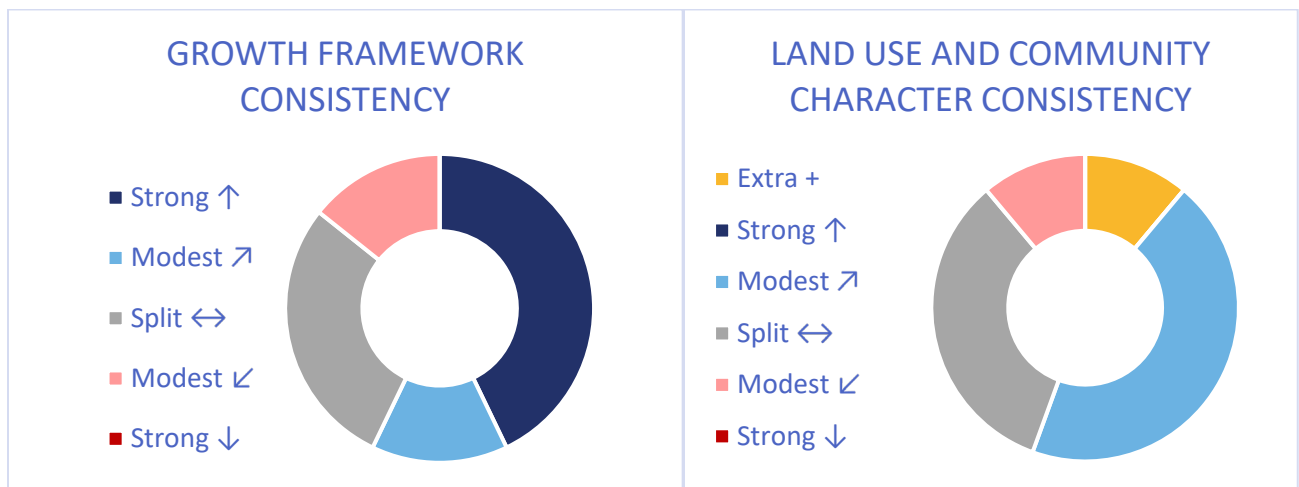 GROWTH FRAMEWORK
CONSISTENCY
Strong ↑
Modest ↗
Split ↔
Modest ↙
Strong ↓
LAND USE AND COMMUNITY
CHARACTER CONSISTENCY
Extra +
Strong ↑
Modest ↗
Split ↔
Modest ↙
Strong ↓